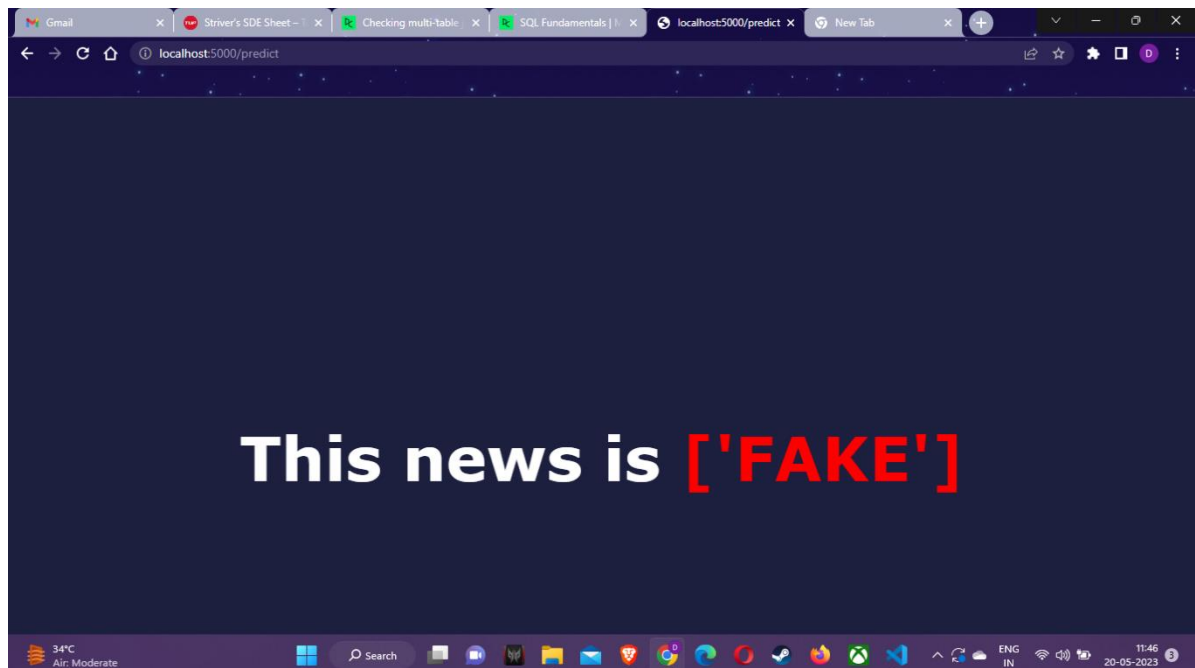 Gmail
Striver's SDE Sheet –
Checking multi-table
SQL Fundamentals |
localhost:5000/predict
New Tab
localhost:5000/predict
D
This news is ['FAKE']
34°C
Air: Moderate
Search
ENG
IN
11:46
20-05-2023
3